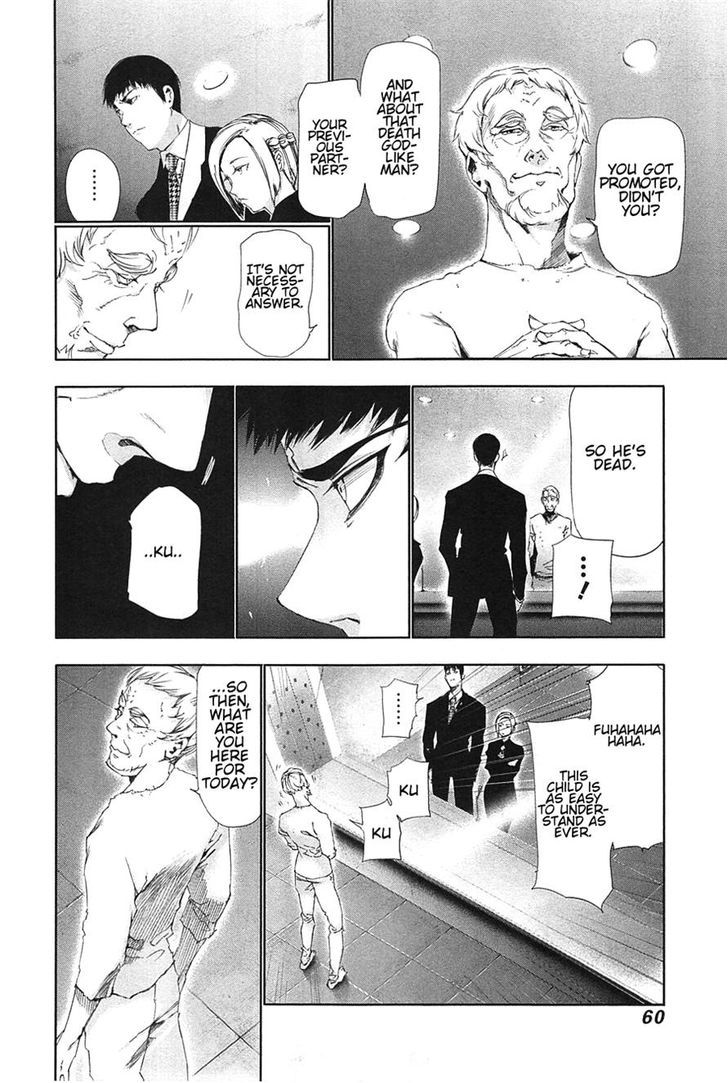 YOU GOT
PROMOTED,
DIDN'T
YOU?
AND
WHAT
ABOUT
THAT
DEATH
GOD-
LIKE
MAN?
YOUR
PREVI-
OUS
PART-
NER?
.....
IT'S NOT
NECESS-
ARY TO
ANSWER.
SO HE'S
DEAD.
...!
..KU..
FUHAHAHA
HAHA.
THIS
CHILD IS
AS EASY
TO UNDER-
STAND AS
EVER.
....
KU
KU
...SO
THEN,
WHAT
ARE
YOU
HERE
FOR
TODAY?
60